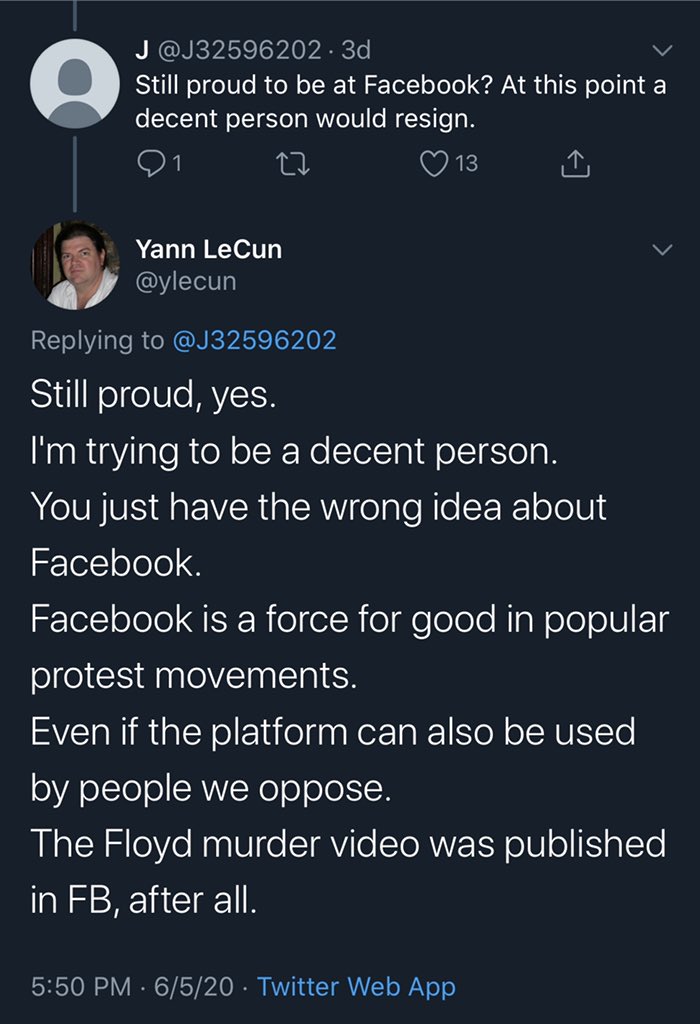 J @J32596202 · 3d
Still proud to be at Facebook? At this point a
decent person would resign.
1 13
Yann LeCun
@ylecun
Replying to @J32596202
Still proud, yes.
I'm trying to be a decent person.
You just have the wrong idea about
Facebook.
Facebook is a force for good in popular
protest movements.
Even if the platform can also be used
by people we oppose.
The Floyd murder video was published
in FB, after all.
5:50 PM · 6/5/20 · Twitter Web App